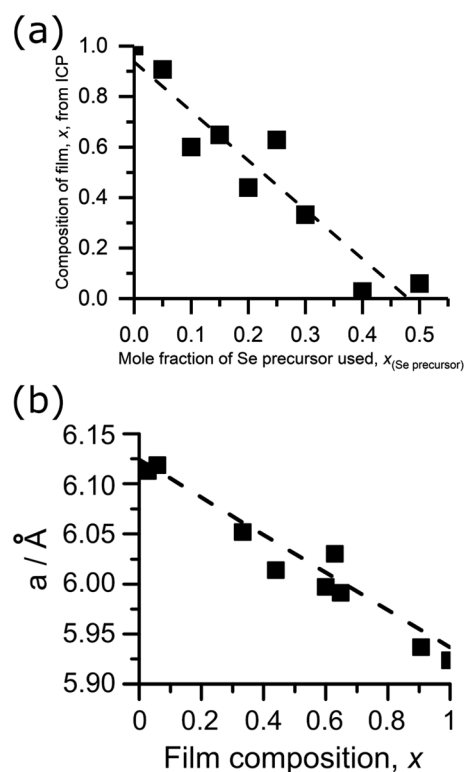 (a)
1.0
0.8
0.6
0.4
0.2
0.0
Composition of film, x, from ICP
0.0 0.1 0.2 0.3 0.4 0.5
Mole fraction of Se precursor used, x(Se precursor)
(b)
6.15
6.10
6.05
6.00
5.95
5.90
a / Å
0 0.2 0.4 0.6 0.8 1
Film composition, x